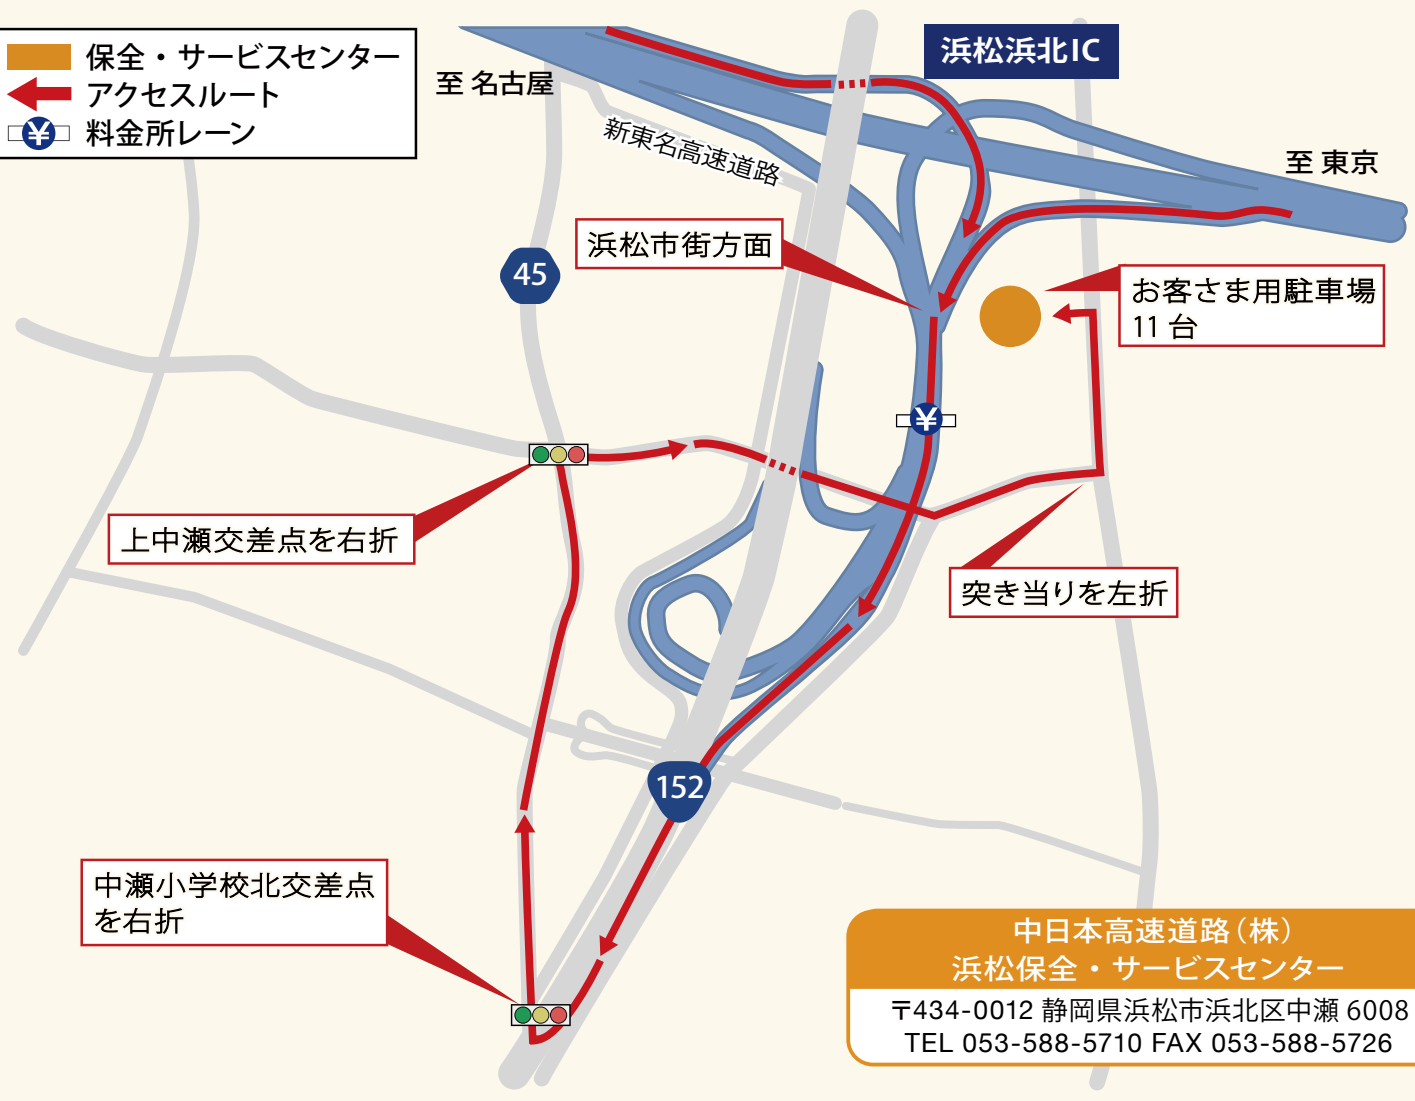 保全・サービスセンター
アクセスルート
¥ 料金所レーン
浜松浜北IC
至 名古屋
新東名高速道路
至 東京
浜松市街方面
45
お客さま用駐車場
11 台
¥
上中瀬交差点を右折
突き当りを左折
152
中瀬小学校北交差点
を右折
中日本高速道路(株)
浜松保全・サービスセンター
〒434-0012 静岡県浜松市浜北区中瀬 6008
TEL 053-588-5710 FAX 053-588-5726